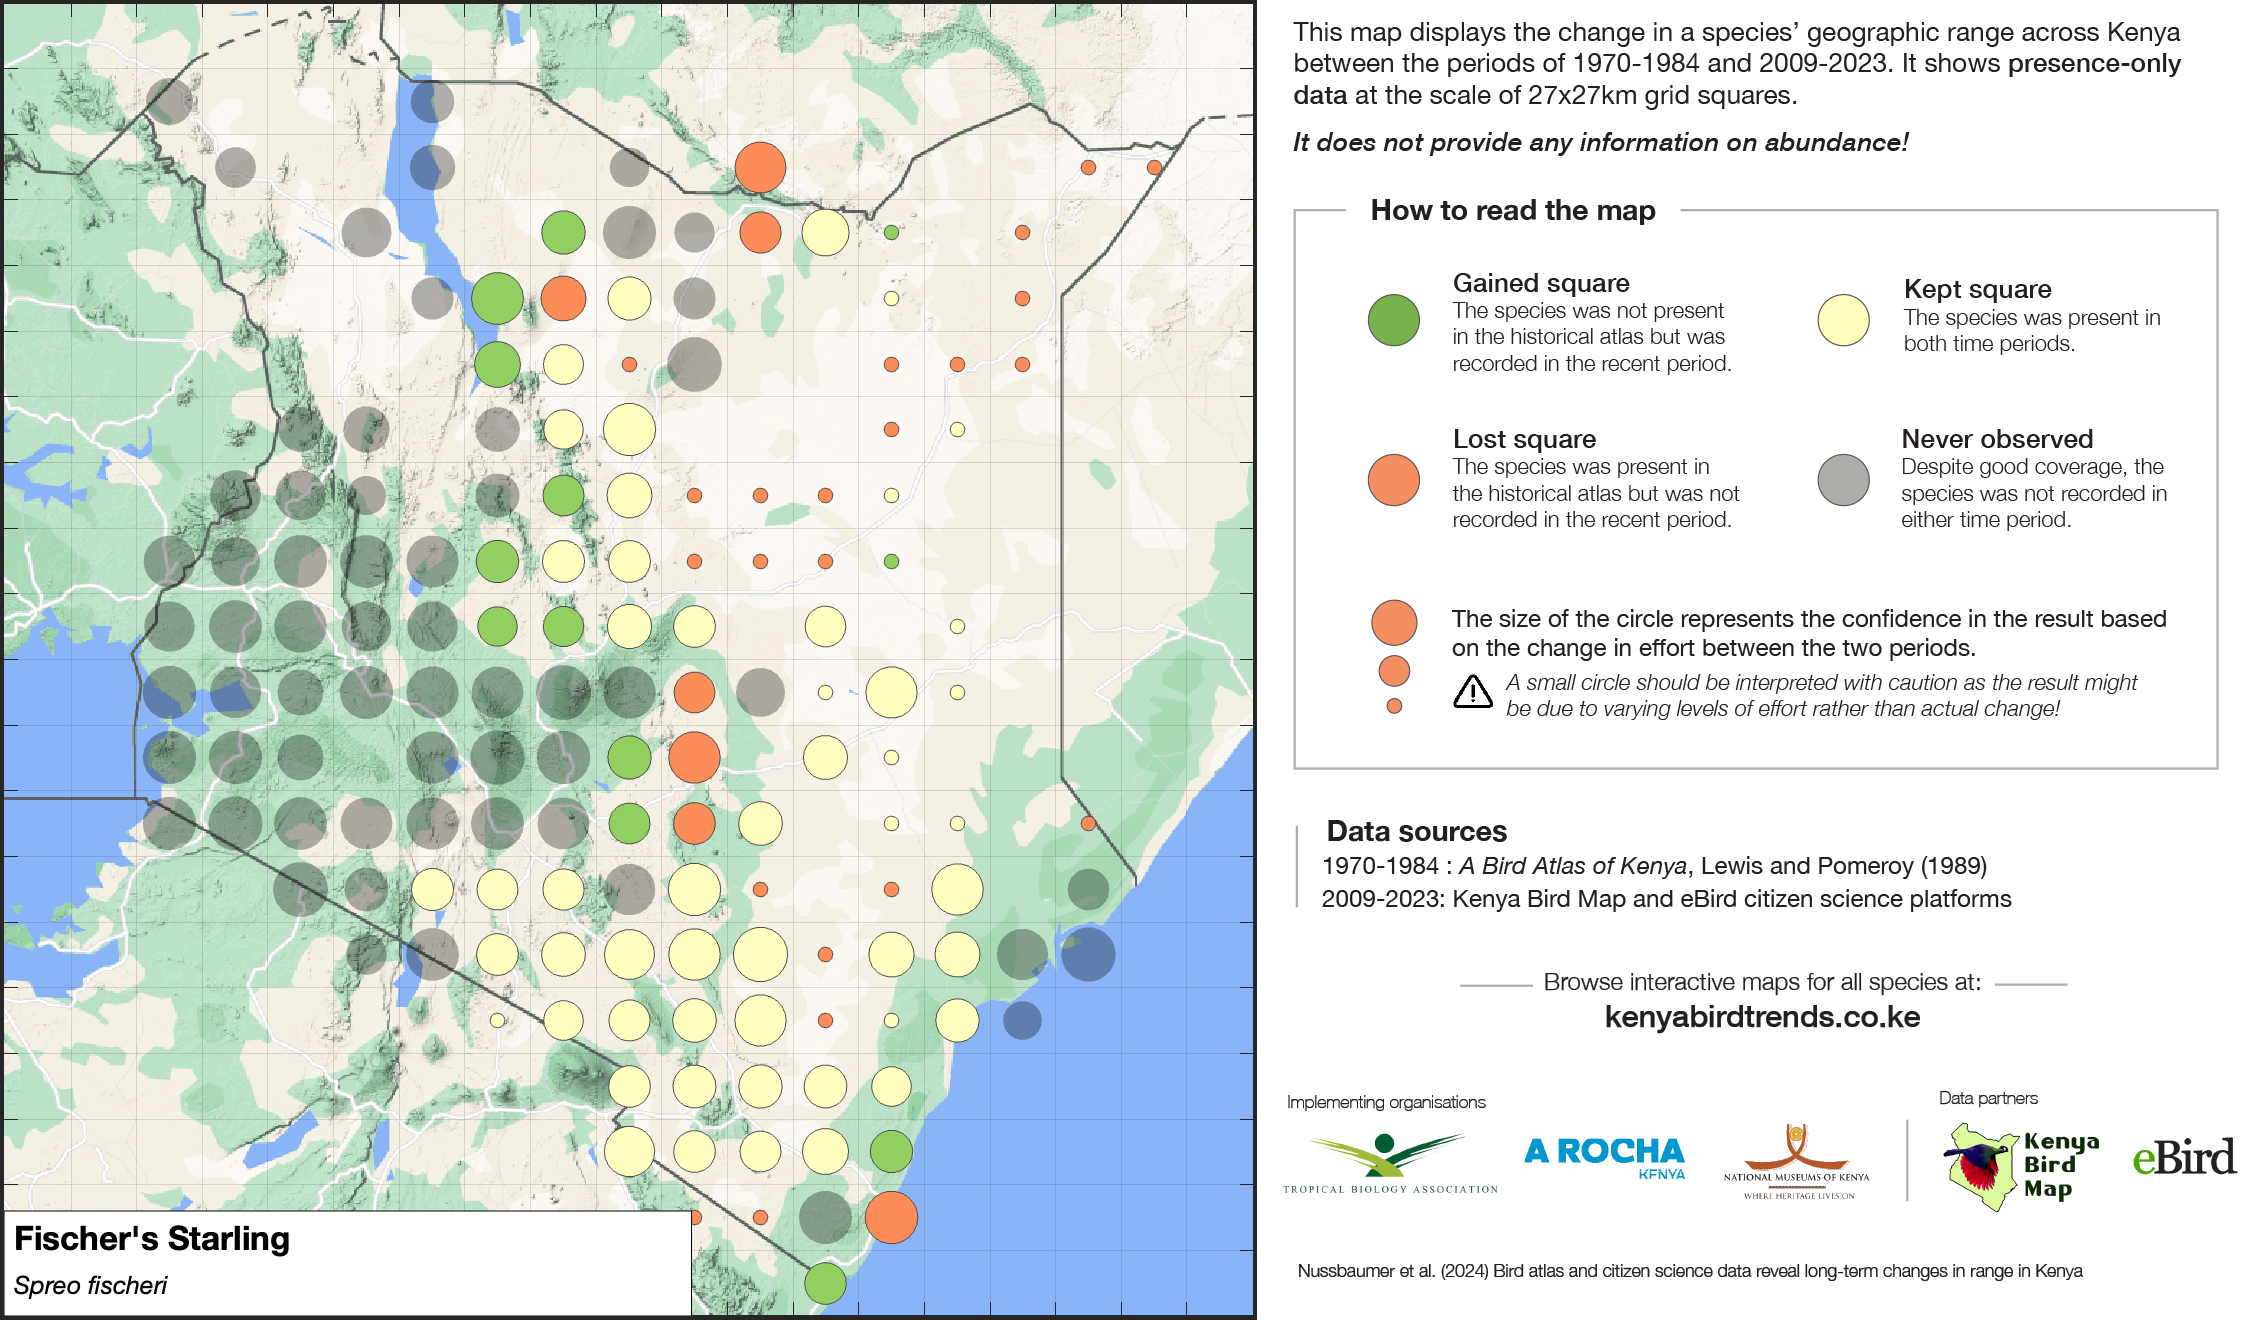 This map displays the change in a species’ geographic range across Kenya
between the periods of 1970-1984 and 2009-2023. It shows presence-only
data at the scale of 27x27km grid squares.
It does not provide any information on abundance!
How to read the map
Gained square
The species was not present
in the historical atlas but was
recorded in the recent period.
Kept square
The species was present in
both time periods.
Lost square
The species was present in
the historical atlas but was not
recorded in the recent period.
Never observed
Despite good coverage, the
species was not recorded in
either time period.
The size of the circle represents the confidence in the result based
on the change in effort between the two periods.
A small circle should be interpreted with caution as the result might
be due to varying levels of effort rather than actual change!
Data sources
1970-1984 : A Bird Atlas of Kenya, Lewis and Pomeroy (1989)
2009-2023: Kenya Bird Map and eBird citizen science platforms
Browse interactive maps for all species at:
kenyabirdtrends.co.ke
Implementing organisations
Data partners
TROPICAL BIOLOGY ASSOCIATION
A ROCHA
KENYA
NATIONAL MUSEUMS OF KENYA
WHERE HERITAGE LIVES ON
Kenya
Bird
Map
eBird
Fischer's Starling
Spreo fischeri
Nussbaumer et al. (2024) Bird atlas and citizen science data reveal long-term changes in range in Kenya